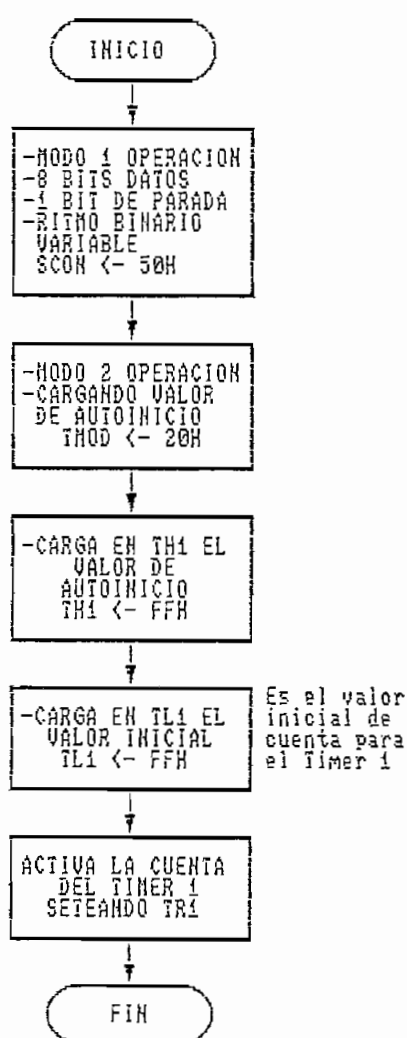 INICIO
-MODO 1 OPERACION
-8 BITS DATOS
-1 BIT DE PARADA
-RITMO BINARIO
VARIABLE
SCON <- 50H
-MODO 2 OPERACION
-CARGANDO VALOR
DE AUTOINICIO
TMOD <- 20H
-CARGA EN TH1 EL
VALOR DE
AUTOINICIO
TH1 <- FFH
-CARGA EN TL1 EL
VALOR INICIAL
TL1 <- FFH
Es el valor
inicial de
cuenta para
el Timer 1
ACTIVA LA CUENTA
DEL TIMER 1
SETEANDO TR1
FIN